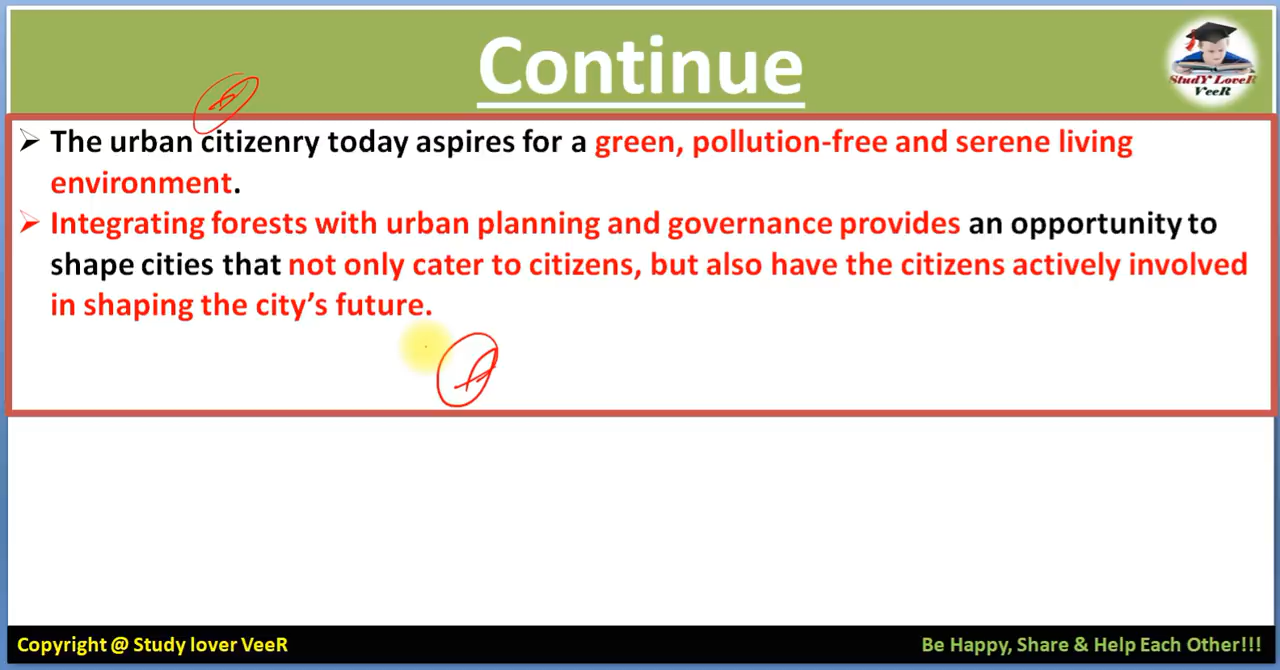 Continue
StudY LoveR
VeeR
The urban citizenry today aspires for a green, pollution-free and serene living
environment.
Integrating forests with urban planning and governance provides an opportunity to
shape cities that not only cater to citizens, but also have the citizens actively involved
in shaping the city’s future.
Copyright @ Study lover VeeR
Be Happy, Share & Help Each Other!!!